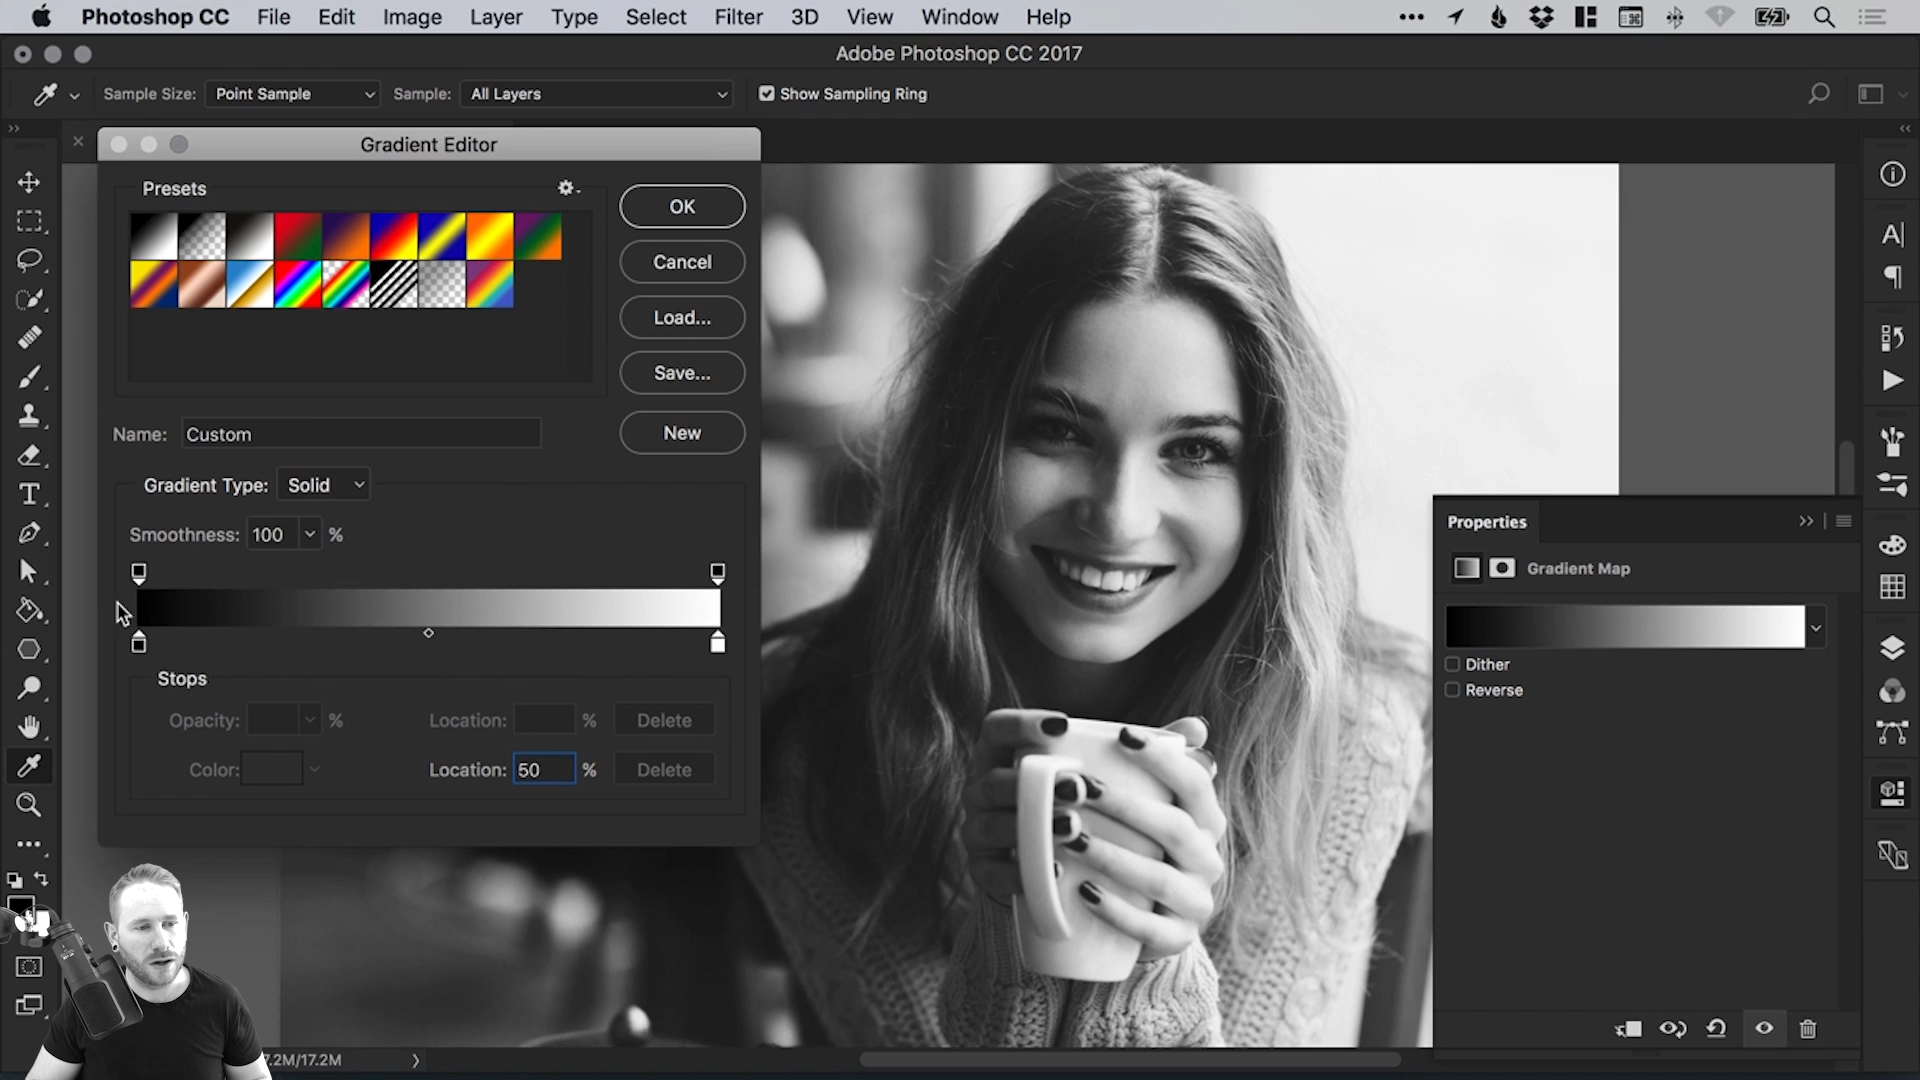 Photoshop CC File Edit Image Layer Type Select Filter 3D View Window Help
Adobe Photoshop CC 2017
Sample Size: Point Sample Sample: All Layers Show Sampling Ring
Gradient Editor
Presets
OK
Cancel
Load...
Save...
Name: Custom
New
Gradient Type: Solid
Smoothness: 100 %
Stops
Opacity: % Location: % Delete
Color: Location: 50 % Delete
Properties
Gradient Map
Dither
Reverse
7.2M/17.2M